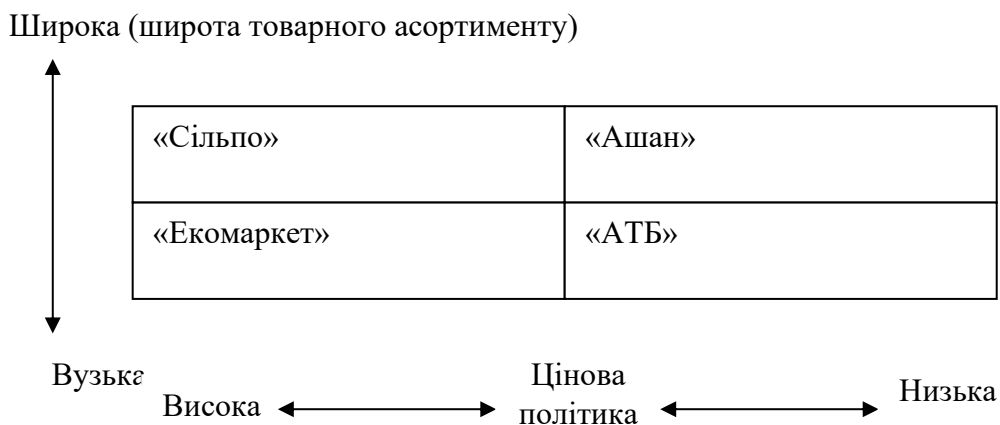 Широка (широта товарного асортименту)
«Сільпо» «Ашан»
«Екомаркет» «АТБ»
Вузька
Висока
Цінова
політика
Низька